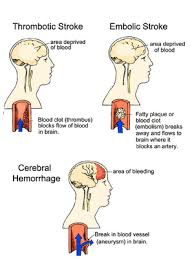 Thrombotic Stroke
area deprived
of blood
Blood clot (thrombus)
blocks flow of blood
in brain.
Embolic Stroke
area deprived
of blood
Fatty plaque or
blood clot
(embolism) breaks
away and flows to
brain where it
blocks an artery.
Cerebral
Hemorrhage
area of bleeding
Break in blood vessel
(aneurysm) in brain.